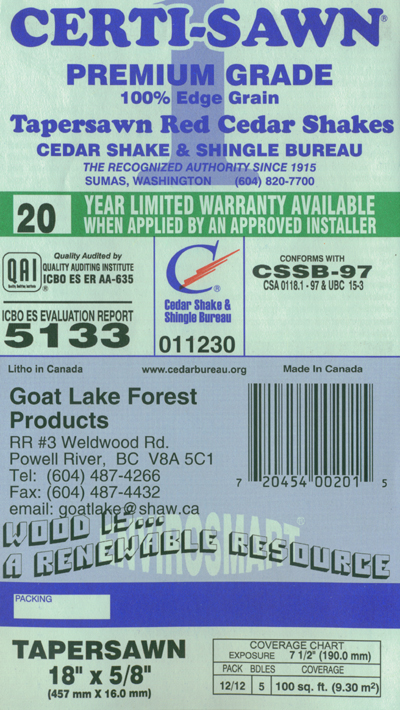 CERTI-SAWN®
1
PREMIUM GRADE
100% Edge Grain
Tapersawn Red Cedar Shakes
CEDAR SHAKE & SHINGLE BUREAU
THE RECOGNIZED AUTHORITY SINCE 1915
SUMAS, WASHINGTON (604) 820-7700
20 YEAR LIMITED WARRANTY AVAILABLE
WHEN APPLIED BY AN APPROVED INSTALLER
QAI
Quality Auditing Institute
Quality Audited by
QUALITY AUDITING INSTITUTE
ICBO ES ER AA-635
ICBO ES EVALUATION REPORT
5133
C®
Cedar Shake &
Shingle Bureau
011230
CONFORMS WITH
CSSB-97
CSA 0118.1 - 97 & UBC 15-3
Litho in Canada www.cedarbureau.org Made In Canada
Goat Lake Forest
Products
RR #3 Weldwood Rd.
Powell River, BC V8A 5C1
Tel: (604) 487-4266
Fax: (604) 487-4432
email: goatlake@shaw.ca
7 20454 00201 5
ENVIROSMART®
WOOD IS...
A RENEWABLE RESOURCE
PACKING
TAPERSAWN
18" x 5/8"
(457 mm X 16.0 mm)
COVERAGE CHART
EXPOSURE 7 1/2" (190.0 mm)
PACK BDLES COVERAGE
12/12 5 100 sq. ft. (9.30 m²)